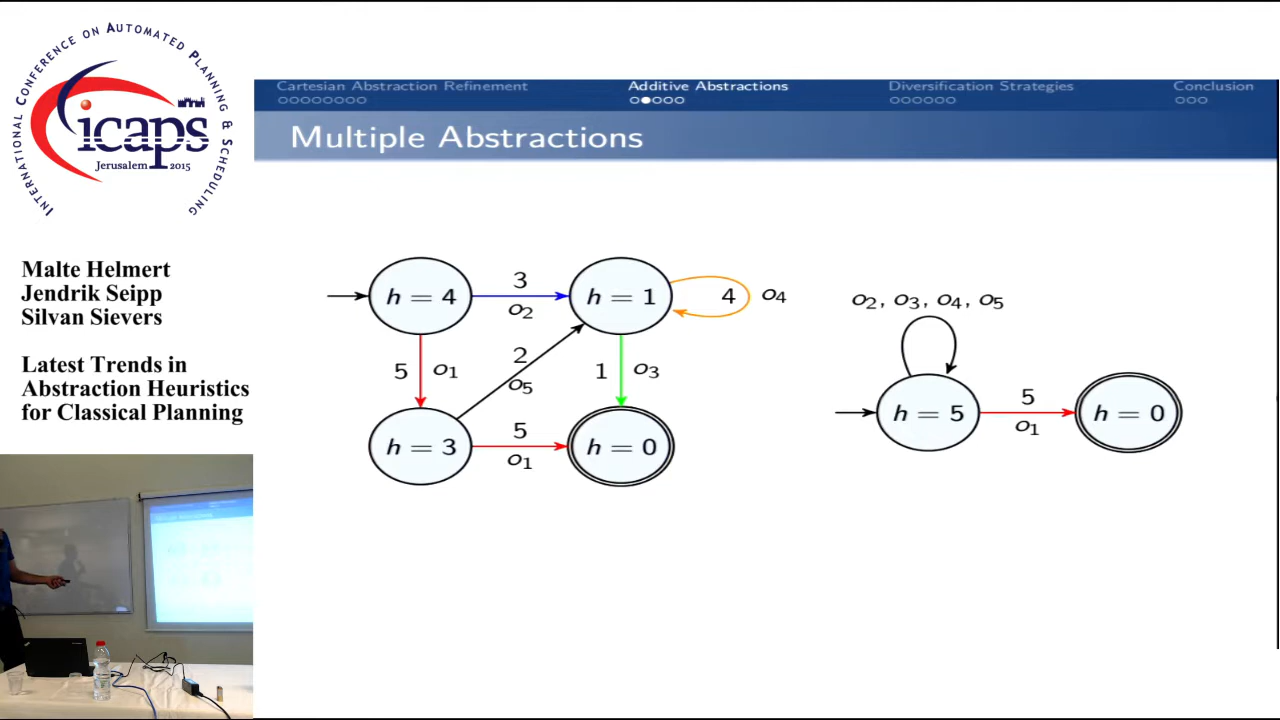 INTERNATIONAL CONFERENCE ON AUTOMATED PLANNING & SCHEDULING
icaps
Jerusalem 2015
Malte Helmert
Jendrik Seipp
Silvan Sievers
Latest Trends in
Abstraction Heuristics
for Classical Planning
Cartesian Abstraction Refinement
Additive Abstractions
Diversification Strategies
Conclusion
Multiple Abstractions
h = 4
3
o2
h = 1
4
o4
5
o1
2
o5
1
o3
h = 3
5
o1
h = 0
o2, o3, o4, o5
h = 5
5
o1
h = 0